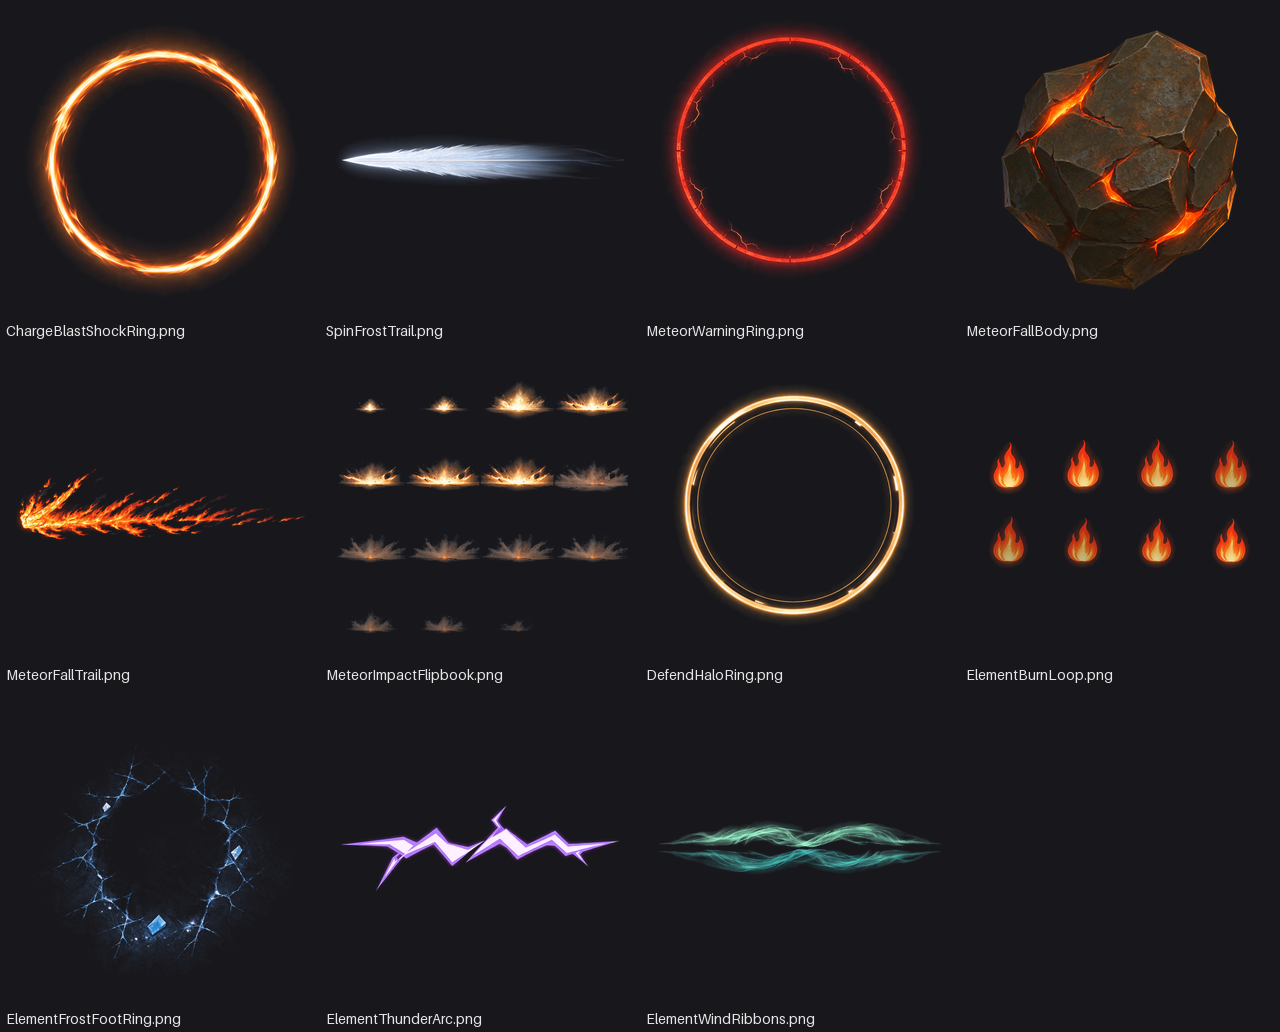 ChargeBlastShockRing.png
SpinFrostTrail.png
MeteorWarningRing.png
MeteorFallBody.png
MeteorFallTrail.png
MeteorImpactFlipbook.png
DefendHaloRing.png
ElementBurnLoop.png
ElementFrostFootRing.png
ElementThunderArc.png
ElementWindRibbons.png